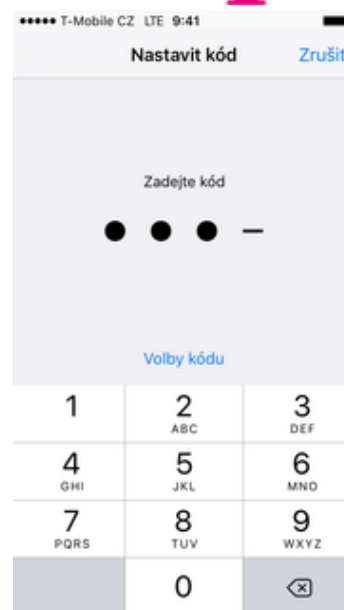 T-Mobile CZ LTE 9:41
Nastavit kód Zrušit
Zadejte kód
Volby kódu
1 2 3
ABC DEF
4 5 6
GHI JKL MNO
7 8 9
PQRS TUV WXYZ
0